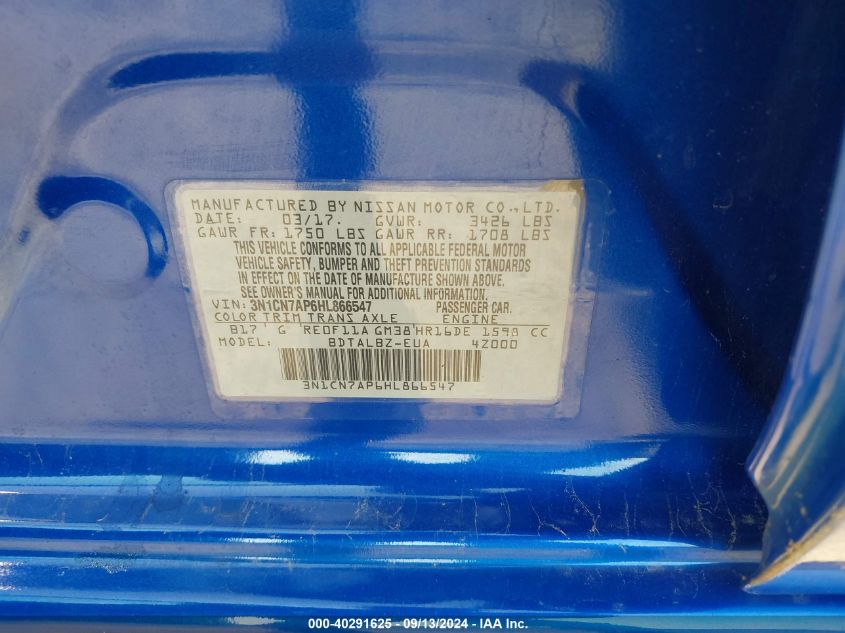 MANUFACTURED BY NISSAN MOTOR CO.,LTD.
DATE: 03/17. GVWR: 3426 LBS
GAWR FR: 1750 LBS GAWR RR: 1708 LBS
THIS VEHICLE CONFORMS TO ALL APPLICABLE FEDERAL MOTOR
VEHICLE SAFETY, BUMPER AND THEFT PREVENTION STANDARDS
IN EFFECT ON THE DATE OF MANUFACTURE SHOWN ABOVE.
SEE OWNER'S MANUAL FOR ADDITIONAL INFORMATION.
VIN: 3N1CN7AP6HL866547 PASSENGER CAR.
COLOR TRIM TRANS AXLE ENGINE
B17 G RE0F11A GM38 HR16DE 1598 CC
MODEL: BDTALBZ-EUA 4Z000
3N1CN7AP6HL866547
000-40291625 - 09/13/2024 - IAA Inc.